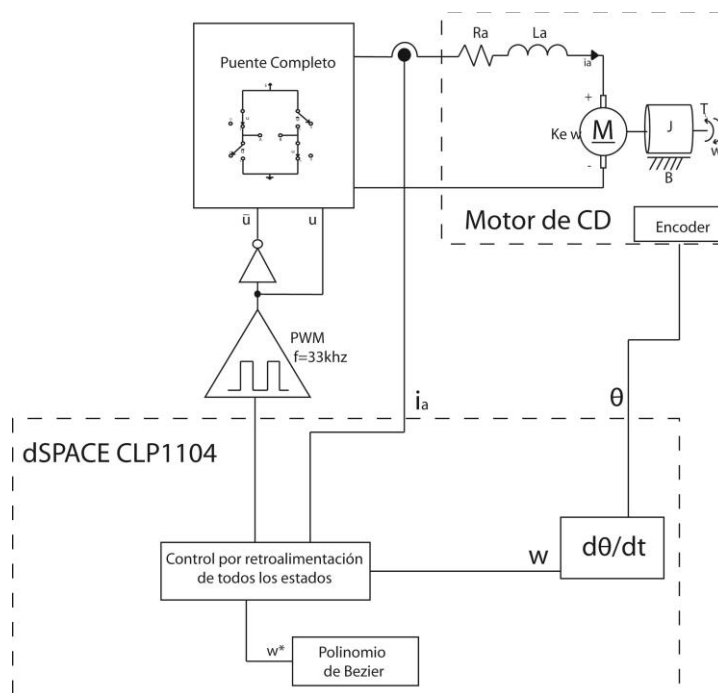 Puente Completo
Ra
La
ia
+
Ke w
M
-
J
B
T
w
Motor de CD
Encoder
u̅
u
PWM
f=33khz
ia
θ
dSPACE CLP1104
Control por retroalimentación
de todos los estados
w
dθ/dt
w*
Polinomio
de Bezier